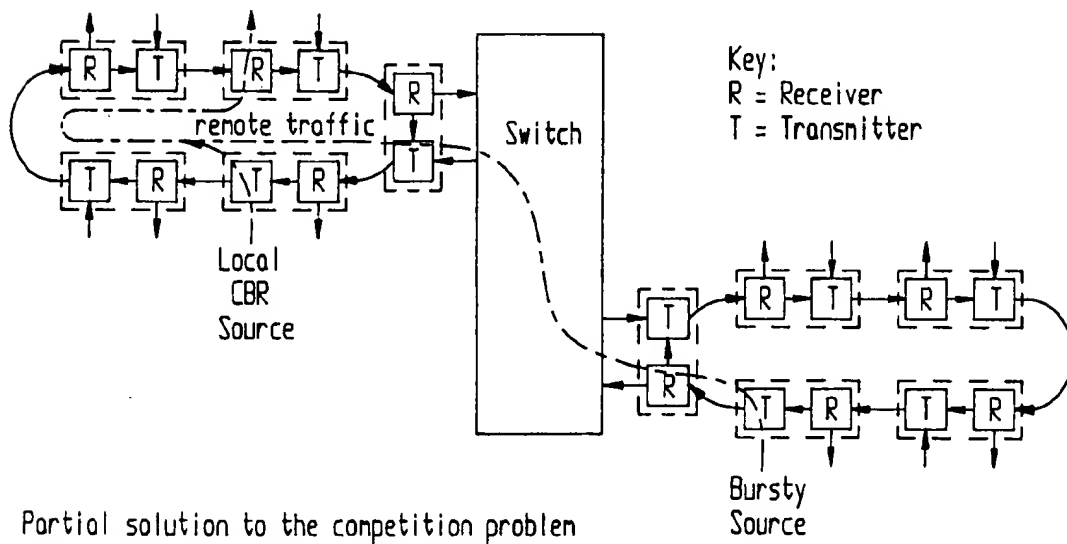 R T R T
R
T
remote traffic
T R T R
Local
CBR
Source
Switch
Key:
R = Receiver
T = Transmitter
T
R
R T R T
T R T R
Bursty
Source
Partial solution to the competition problem